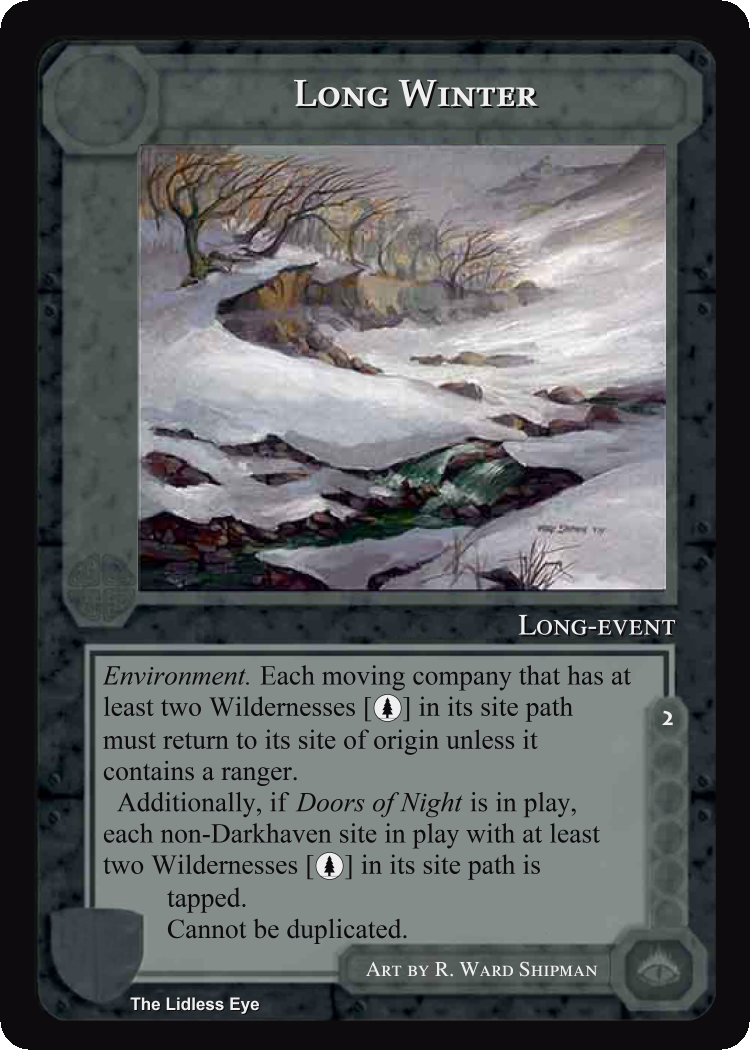 Long Winter
Long-event
Environment. Each moving company that has at
least two Wildernesses [] in its site path
must return to its site of origin unless it
contains a ranger.
Additionally, if Doors of Night is in play,
each non-Darkhaven site in play with at least
two Wildernesses [] in its site path is
tapped.
Cannot be duplicated.
2
Art by R. Ward Shipman
The Lidless Eye